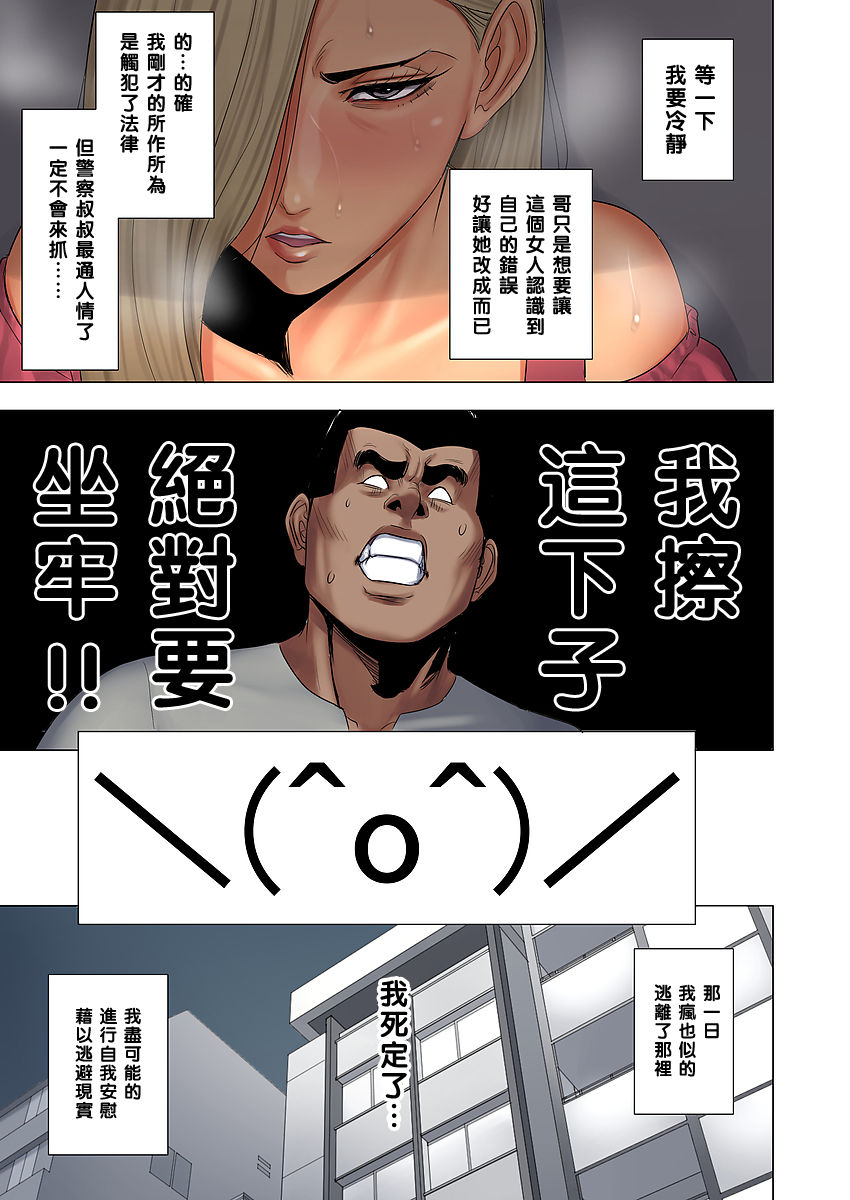 等一下
我要冷靜
哥只是想要讓
這個女人認識到
自己的錯誤
好讓她改成而已
的…的確
我剛才的所作所為
是觸犯了法律
但警察叔叔最通人情了
一定不會來抓……
我擦
這下子
絕對要
坐牢!!
＼(^o^)／
那一日
我瘋也似的
逃離了那裡
我死定了…
我盡可能的
進行自我安慰
藉以逃避現實